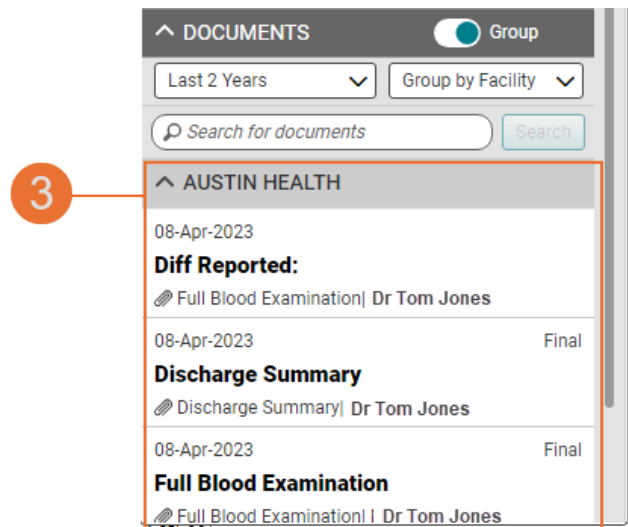 DOCUMENTS Group
Last 2 Years Group by Facility
Search for documents Search
3
AUSTIN HEALTH
08-Apr-2023
Diff Reported:
Full Blood Examination| Dr Tom Jones
08-Apr-2023 Final
Discharge Summary
Discharge Summary| Dr Tom Jones
08-Apr-2023 Final
Full Blood Examination
Full Blood Examination| | Dr Tom Jones